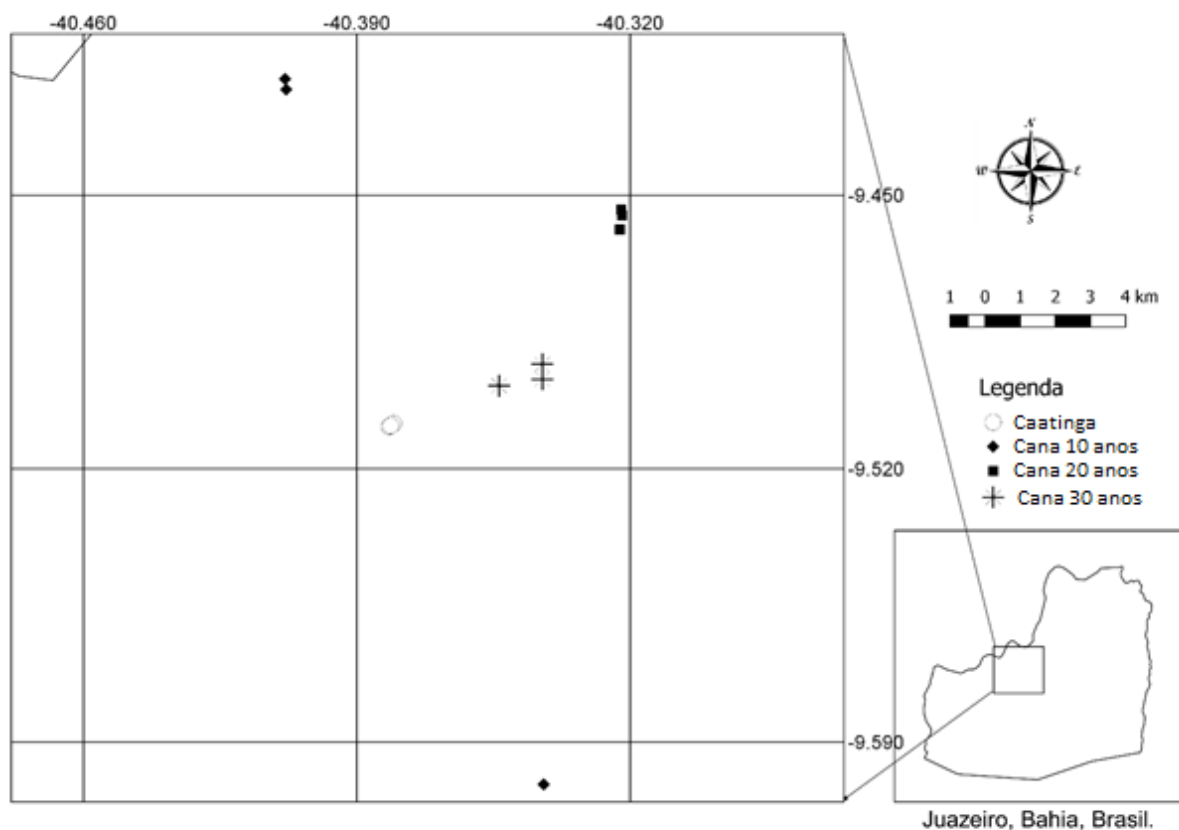 -40.460 -40.390 -40.320
N
W E
S
-9.450
1 0 1 2 3 4 km
Legenda
Caatinga
Cana 10 anos
Cana 20 anos
Cana 30 anos
-9.520
-9.590
Juazeiro, Bahia, Brasil.